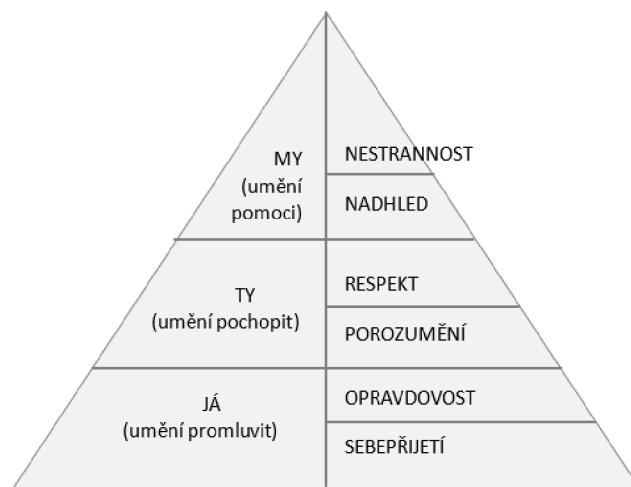 MY
(umění
pomoci)
NESTRANNOST
NADHLED
TY
(umění pochopit)
RESPEKT
POROZUMĚNÍ
JÁ
(umění promluvit)
OPRAVDOVOST
SEBEPŘIJETÍ